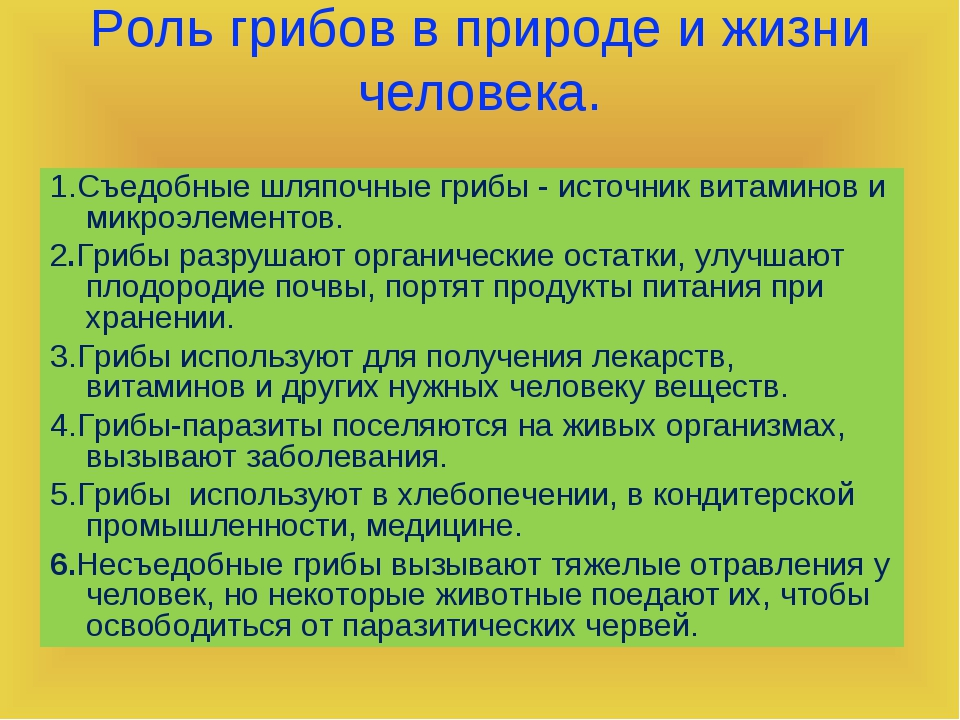 Роль грибов в природе и жизни
человека.
1.Съедобные шляпочные грибы - источник витаминов и
микроэлементов.
2.Грибы разрушают органические остатки, улучшают
плодородие почвы, портят продукты питания при
хранении.
3.Грибы используют для получения лекарств,
витаминов и других нужных человеку веществ.
4.Грибы-паразиты поселяются на живых организмах,
вызывают заболевания.
5.Грибы  используют в хлебопечении, в кондитерской
промышленности, медицине.
6.Несъедобные грибы вызывают тяжелые отравления у
человек, но некоторые животные поедают их, чтобы
освободиться от паразитических червей.